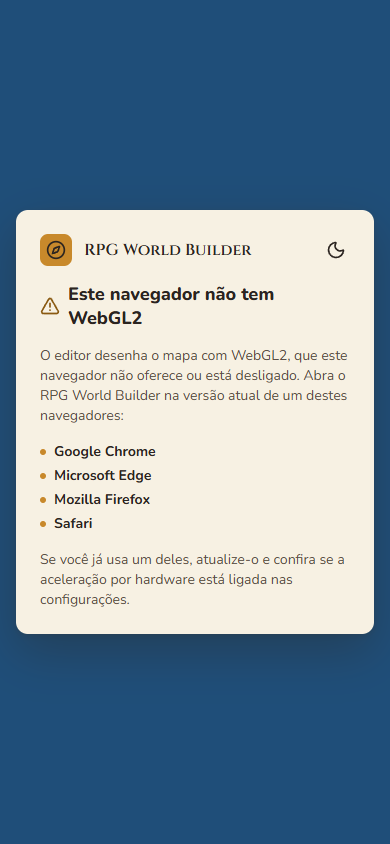 RPG World Builder
Este navegador não tem
WebGL2
O editor desenha o mapa com WebGL2, que este
navegador não oferece ou está desligado. Abra o
RPG World Builder na versão atual de um destes
navegadores:
Google Chrome
Microsoft Edge
Mozilla Firefox
Safari
Se você já usa um deles, atualize-o e confira se a
aceleração por hardware está ligada nas
configurações.